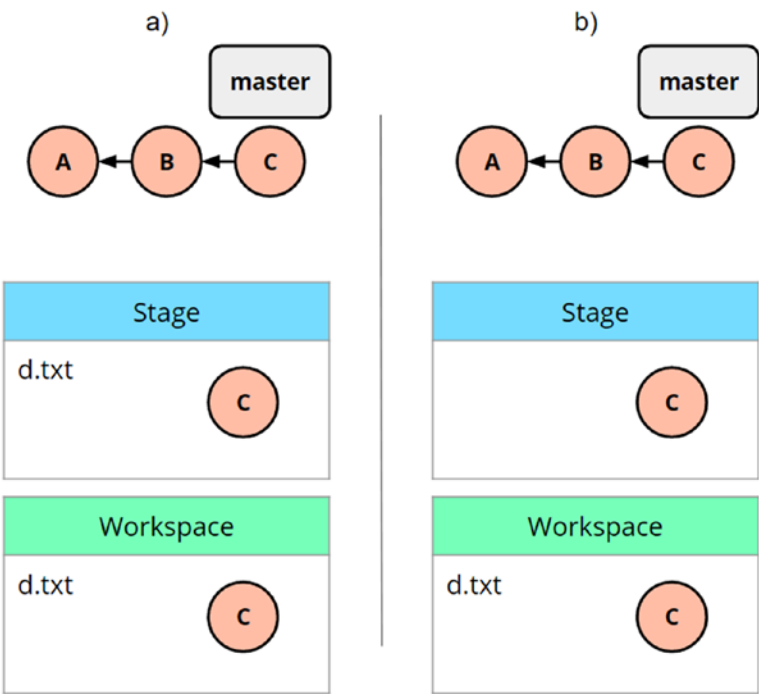 a)
master
A
B
C
Stage
d.txt
C
Workspace
d.txt
C
b)
master
A
B
C
Stage
C
Workspace
d.txt
C